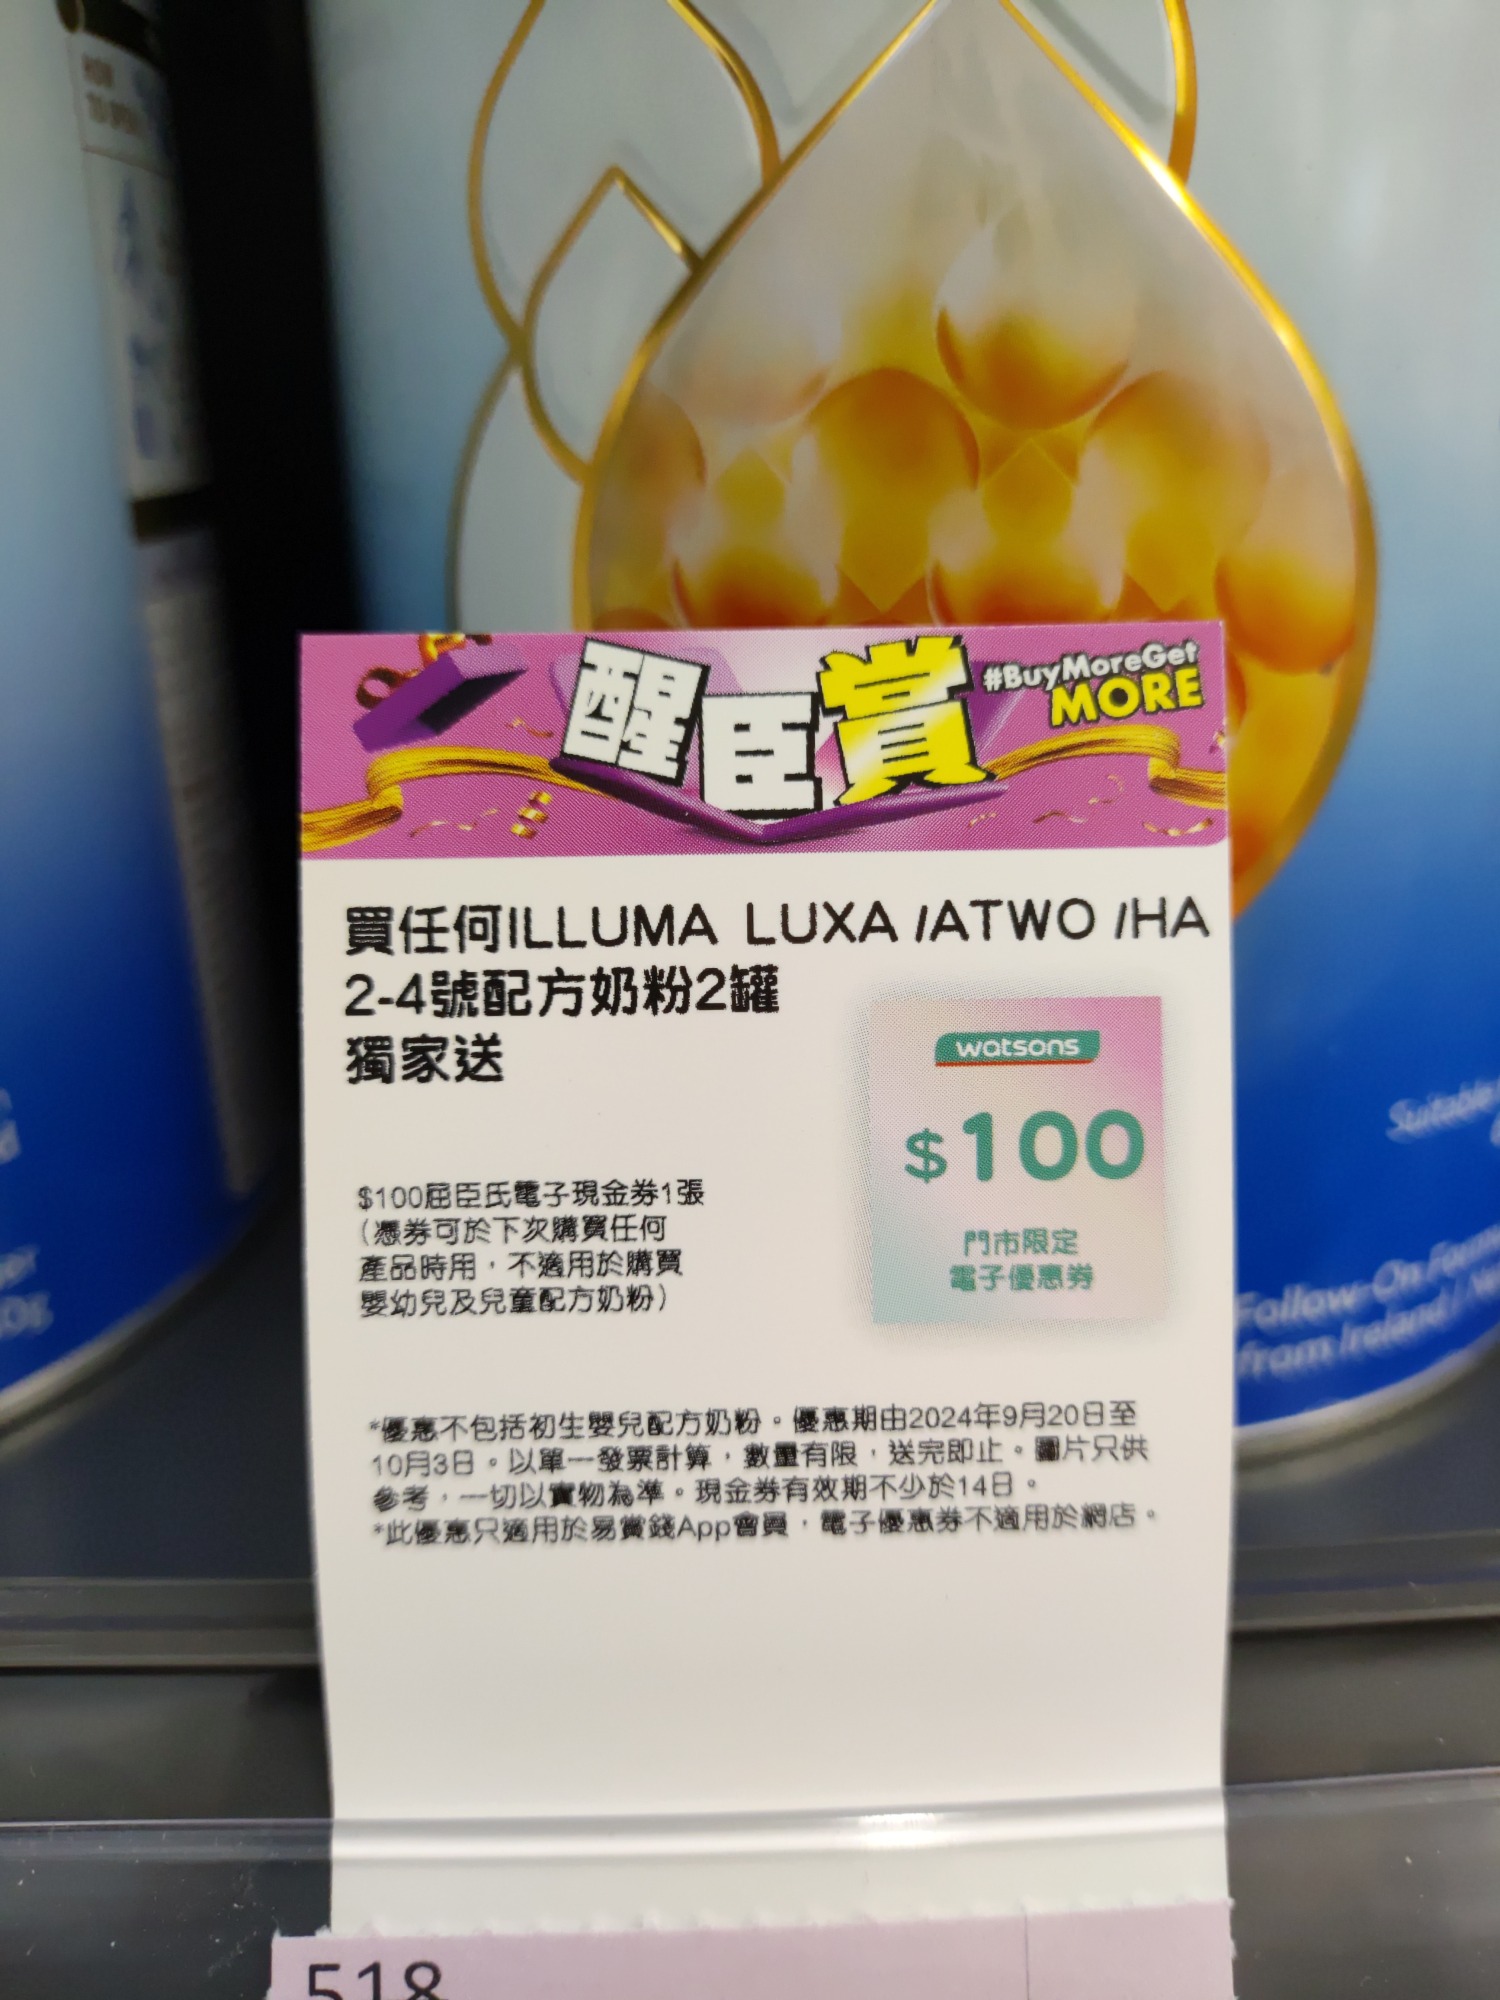 HOW
TO OPEN
醒臣賞
#BuyMoreGet
MORE
買任何ILLUMA LUXA /ATWO /HA
2-4號配方奶粉2罐
獨家送
watsons
$100
門市限定
電子優惠券
$100屈臣氏電子現金券1張
(憑券可於下次購買任何
產品時用，不適用於購買
嬰幼兒及兒童配方奶粉)
*優惠不包括初生嬰兒配方奶粉。優惠期由2024年9月20日至
10月3日。以單一發票計算，數量有限，送完即止。圖片只供
參考，一切以實物為準。現金券有效期不少於14日。
*此優惠只適用於易賞錢App會員，電子優惠券不適用於網店。
Suitable
Follow-On Form
from Ireland /
518